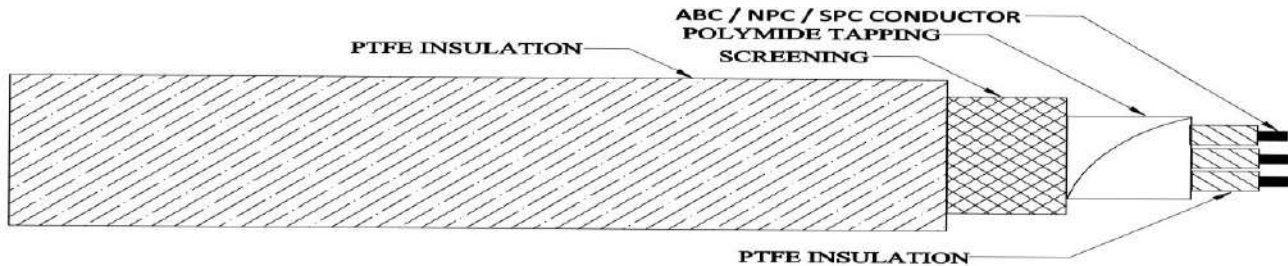 ABC / NPC / SPC CONDUCTOR
POLYMIDE TAPPING
PTFE INSULATION
SCREENING
PTFE INSULATION